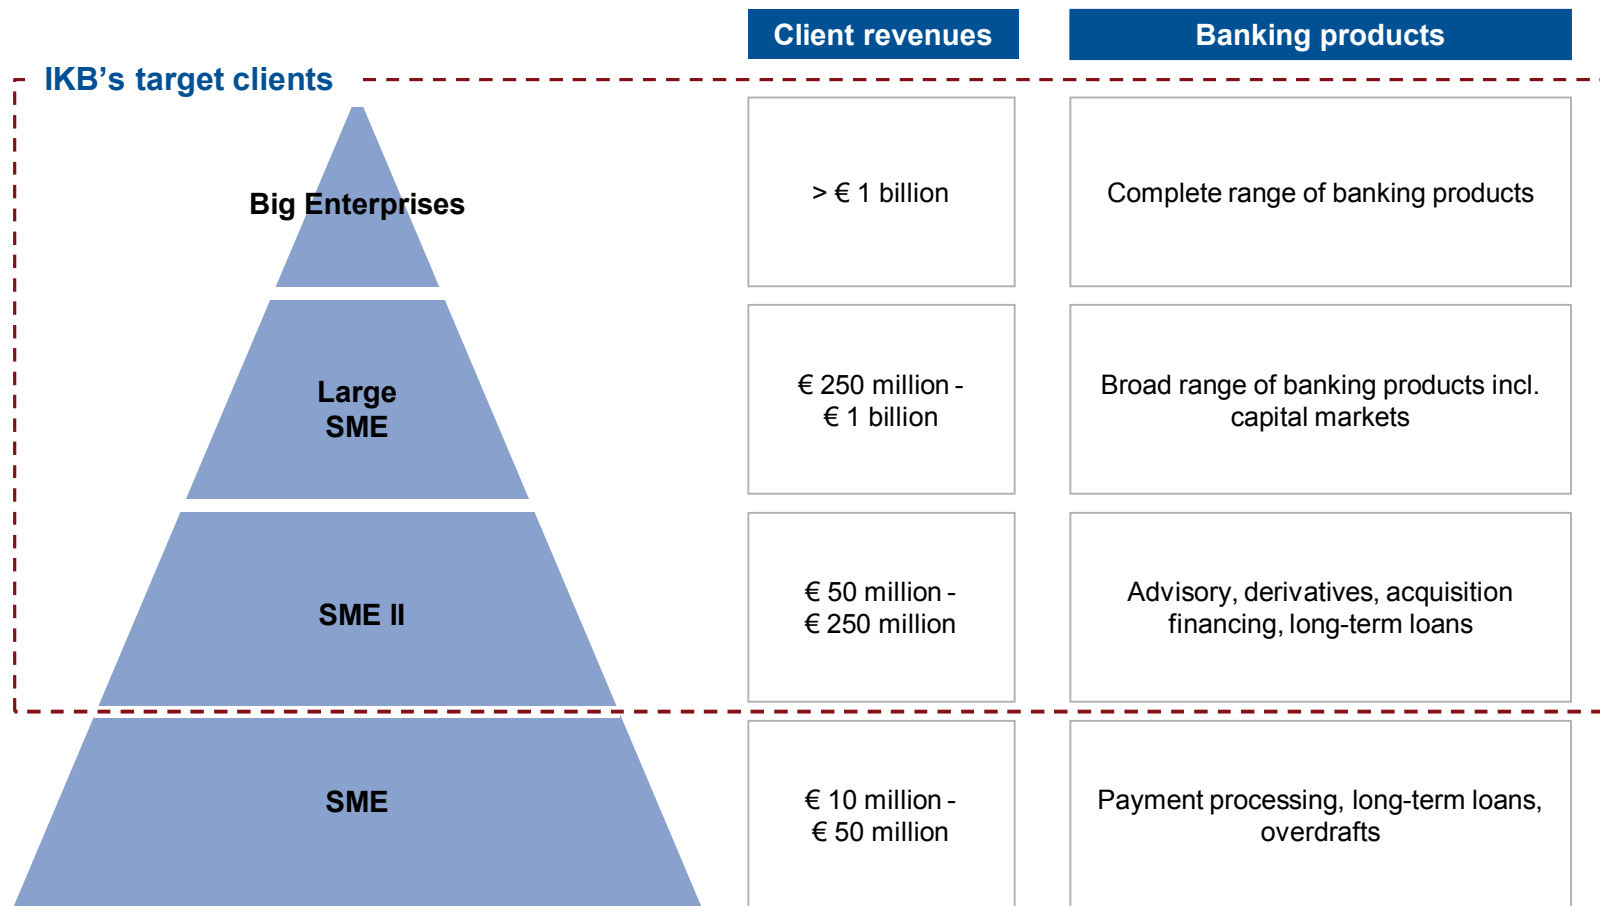 Client revenues
Banking products
IKB's target clients
Big Enterprises
> € 1 billion
Complete range of banking products
Large
SME
€ 250 million -
€ 1 billion
Broad range of banking products incl.
capital markets
SME II
€ 50 million -
€ 250 million
Advisory, derivatives, acquisition
financing, long-term loans
SME
€ 10 million -
€ 50 million
Payment processing, long-term loans,
overdrafts